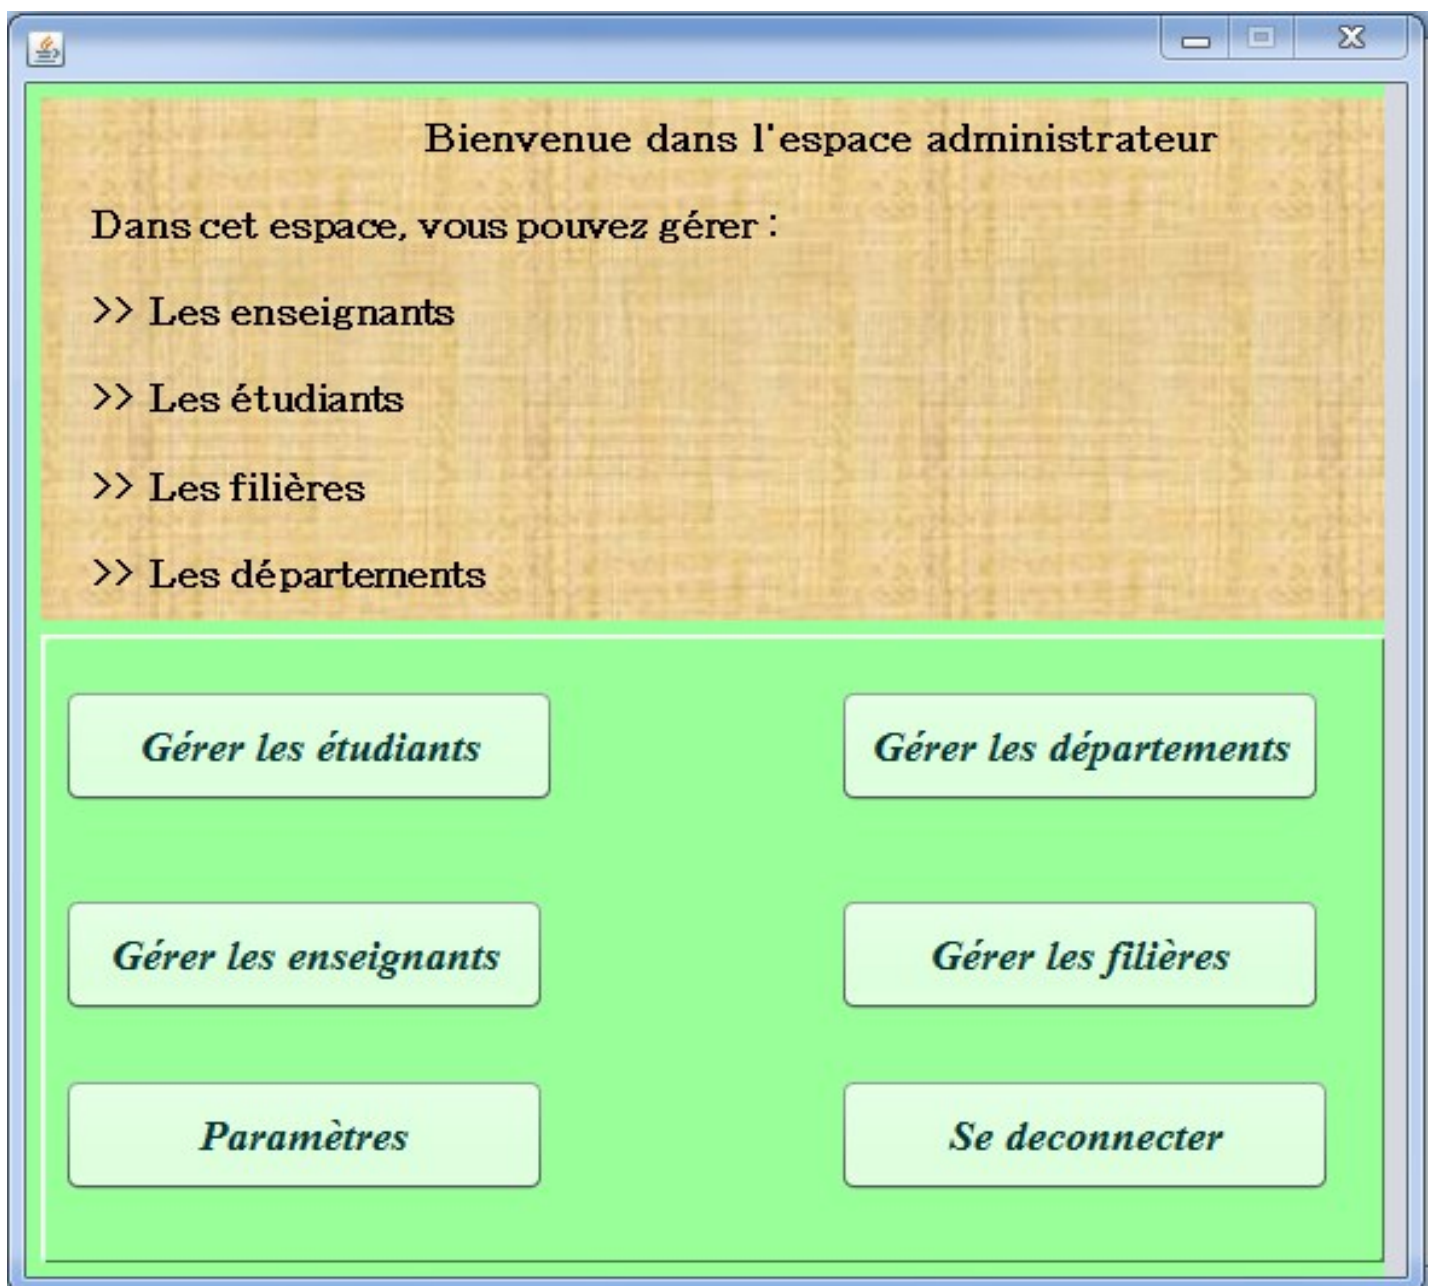 Bienvenue dans l'espace administrateur
Dans cet espace, vous pouvez gérer :
>> Les enseignants
>> Les étudiants
>> Les filières
>> Les départements
Gérer les étudiants
Gérer les départements
Gérer les enseignants
Gérer les filières
Paramètres
Se deconnecter